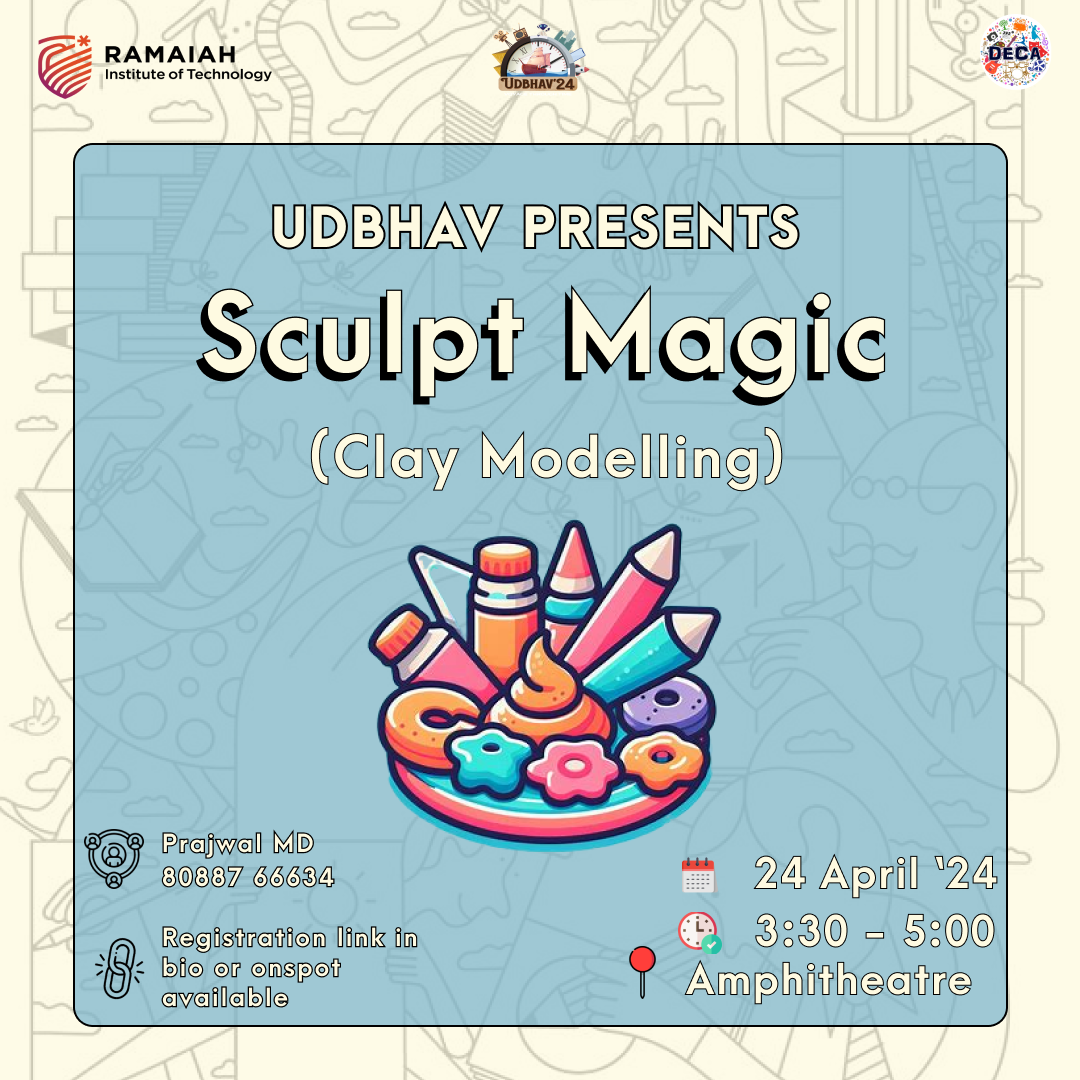 RAMAIAH
Institute of Technology
UDBHAV'24
DECA
UDBHAV PRESENTS
Sculpt Magic
(Clay Modelling)
Prajwal MD
80887 66634
Registration link in
bio or onspot
available
24 April ‘24
3:30 – 5:00
Amphitheatre